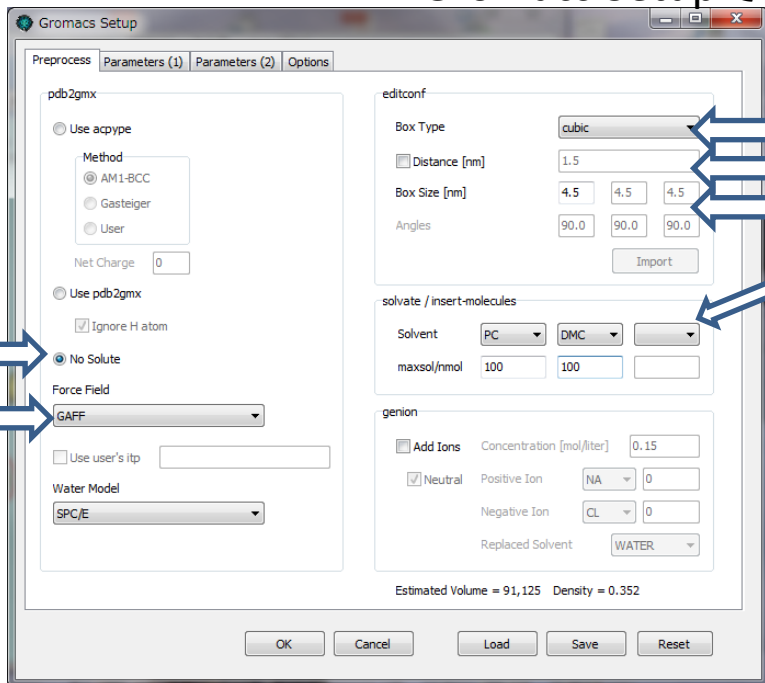 Gromacs Setup
Preprocess Parameters (1) Parameters (2) Options
pdb2gmx
Use acpype
Method
AM1-BCC
Gasteiger
User
Net Charge 0
Use pdb2gmx
Ignore H atom
No Solute
Force Field
GAFF
Use user's itp
Water Model
SPC/E
editconf
Box Type cubic
Distance [nm] 1.5
Box Size [nm] 4.5 4.5 4.5
Angles 90.0 90.0 90.0
Import
solvate / insert-molecules
Solvent PC DMC
maxsol/nmol 100 100
genion
Add Ions Concentration [mol/liter] 0.15
Neutral Positive Ion NA 0
Negative Ion CL 0
Replaced Solvent WATER
Estimated Volume = 91,125 Density = 0.352
OK Cancel Load Save Reset